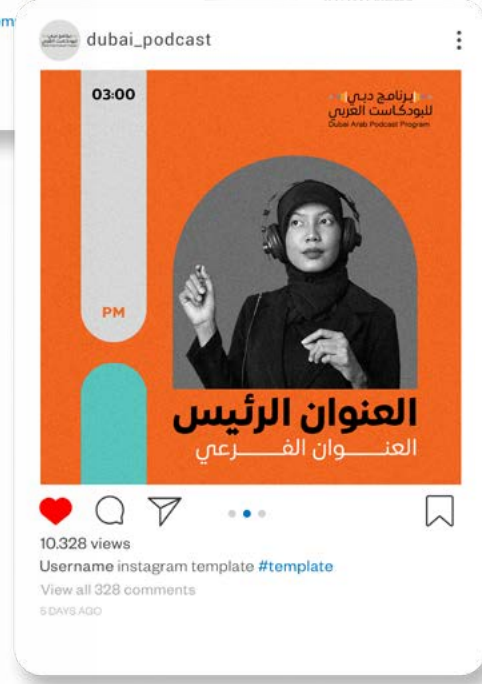 dubai_podcast
03:00
برنامج دبي
للبودكاست العربي
Dubai Arab Podcast Program
PM
العنوان الرئيس
العنـــوان الفـــرعي
10.328 views
Username instagram template #template
View all 328 comments
5 DAYS AGO